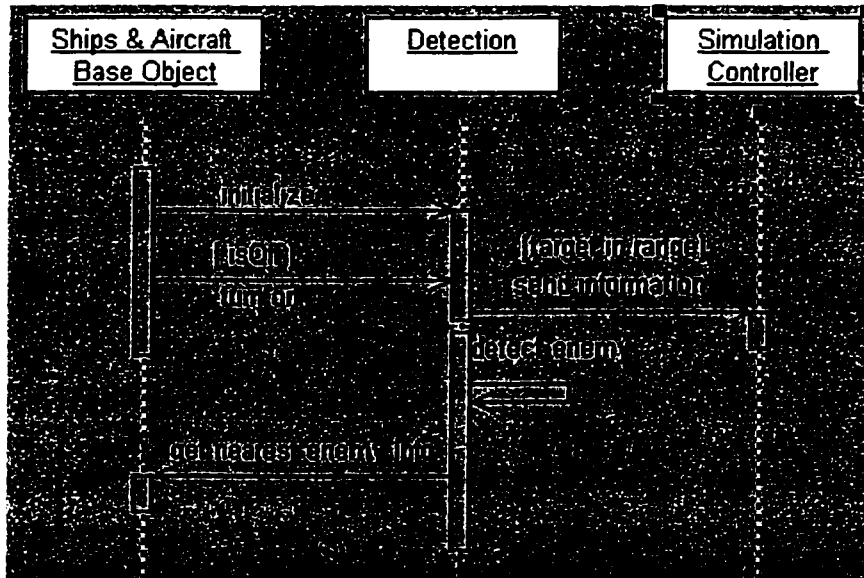 Ships & Aircraft
Base Object
Detection
Simulation
Controller
initialize
[isOn]
turn on
[target in range]
send information
detect enemy
get nearest enemy info